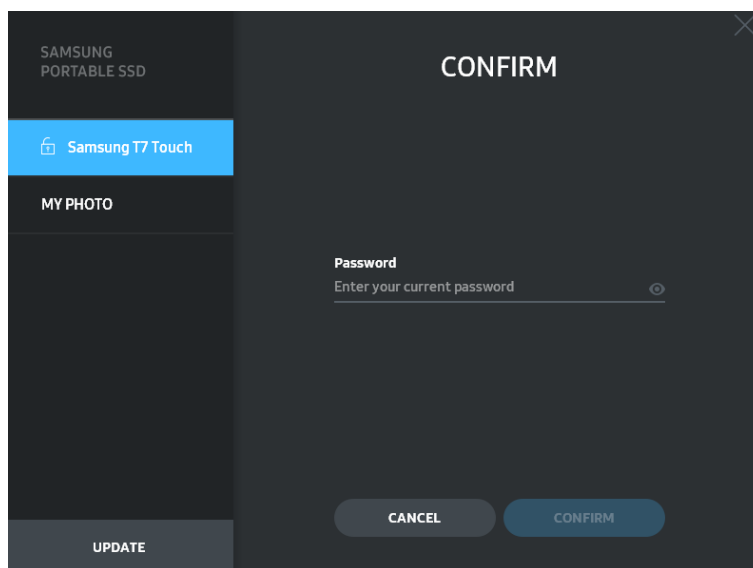 SAMSUNG
PORTABLE SSD
Samsung T7 Touch
MY PHOTO
UPDATE
CONFIRM
Password
Enter your current password
CANCEL
CONFIRM